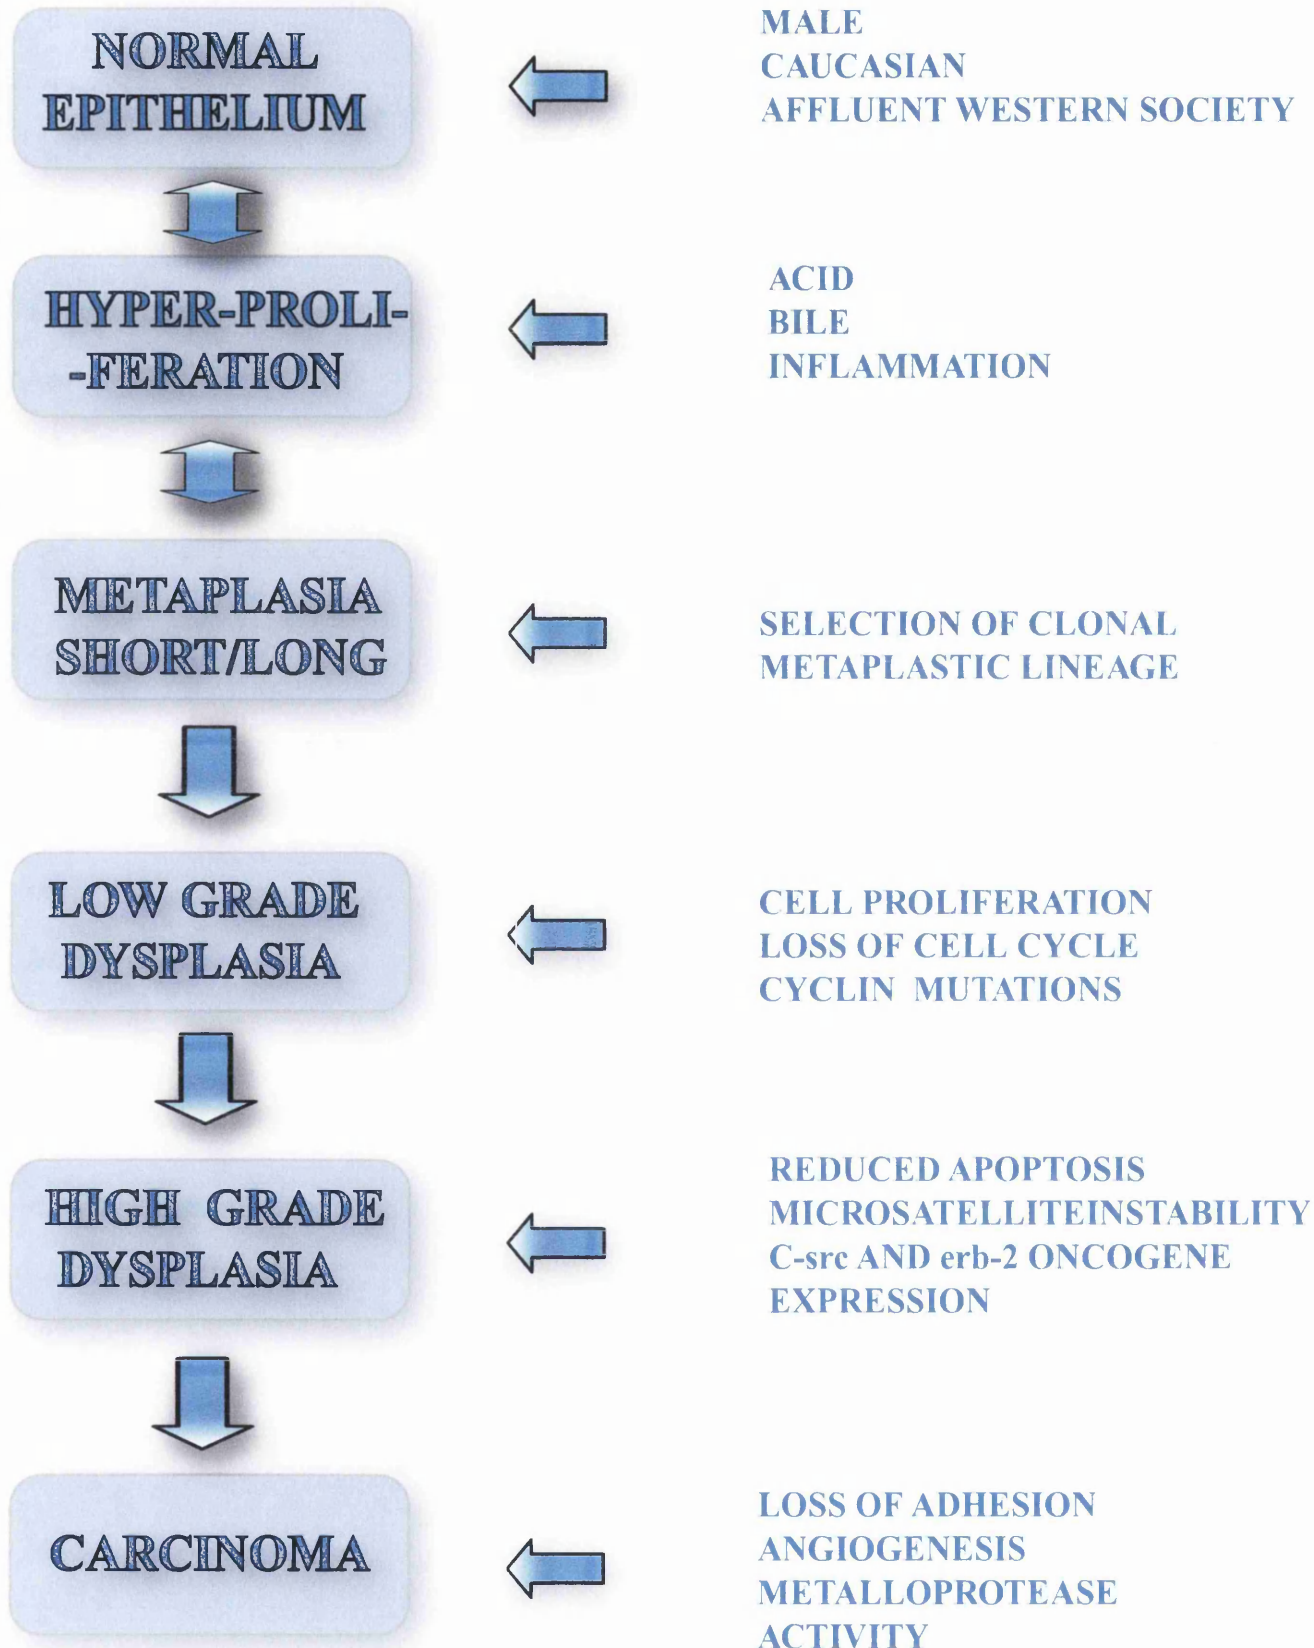 NORMAL
EPITHELIUM
MALE
CAUCASIAN
AFFLUENT WESTERN SOCIETY
HYPER-PROLI-
-FERATION
ACID
BILE
INFLAMMATION
METAPLASIA
SHORT/LONG
SELECTION OF CLONAL
METAPLASTIC LINEAGE
LOW GRADE
DYSPLASIA
CELL PROLIFERATION
LOSS OF CELL CYCLE
CYCLIN MUTATIONS
HIGH GRADE
DYSPLASIA
REDUCED APOPTOSIS
MICROSATELLITEINSTABILITY
C-src AND erb-2 ONCOGENE
EXPRESSION
CARCINOMA
LOSS OF ADHESION
ANGIOGENESIS
METALLOPROTEASE
ACTIVITY